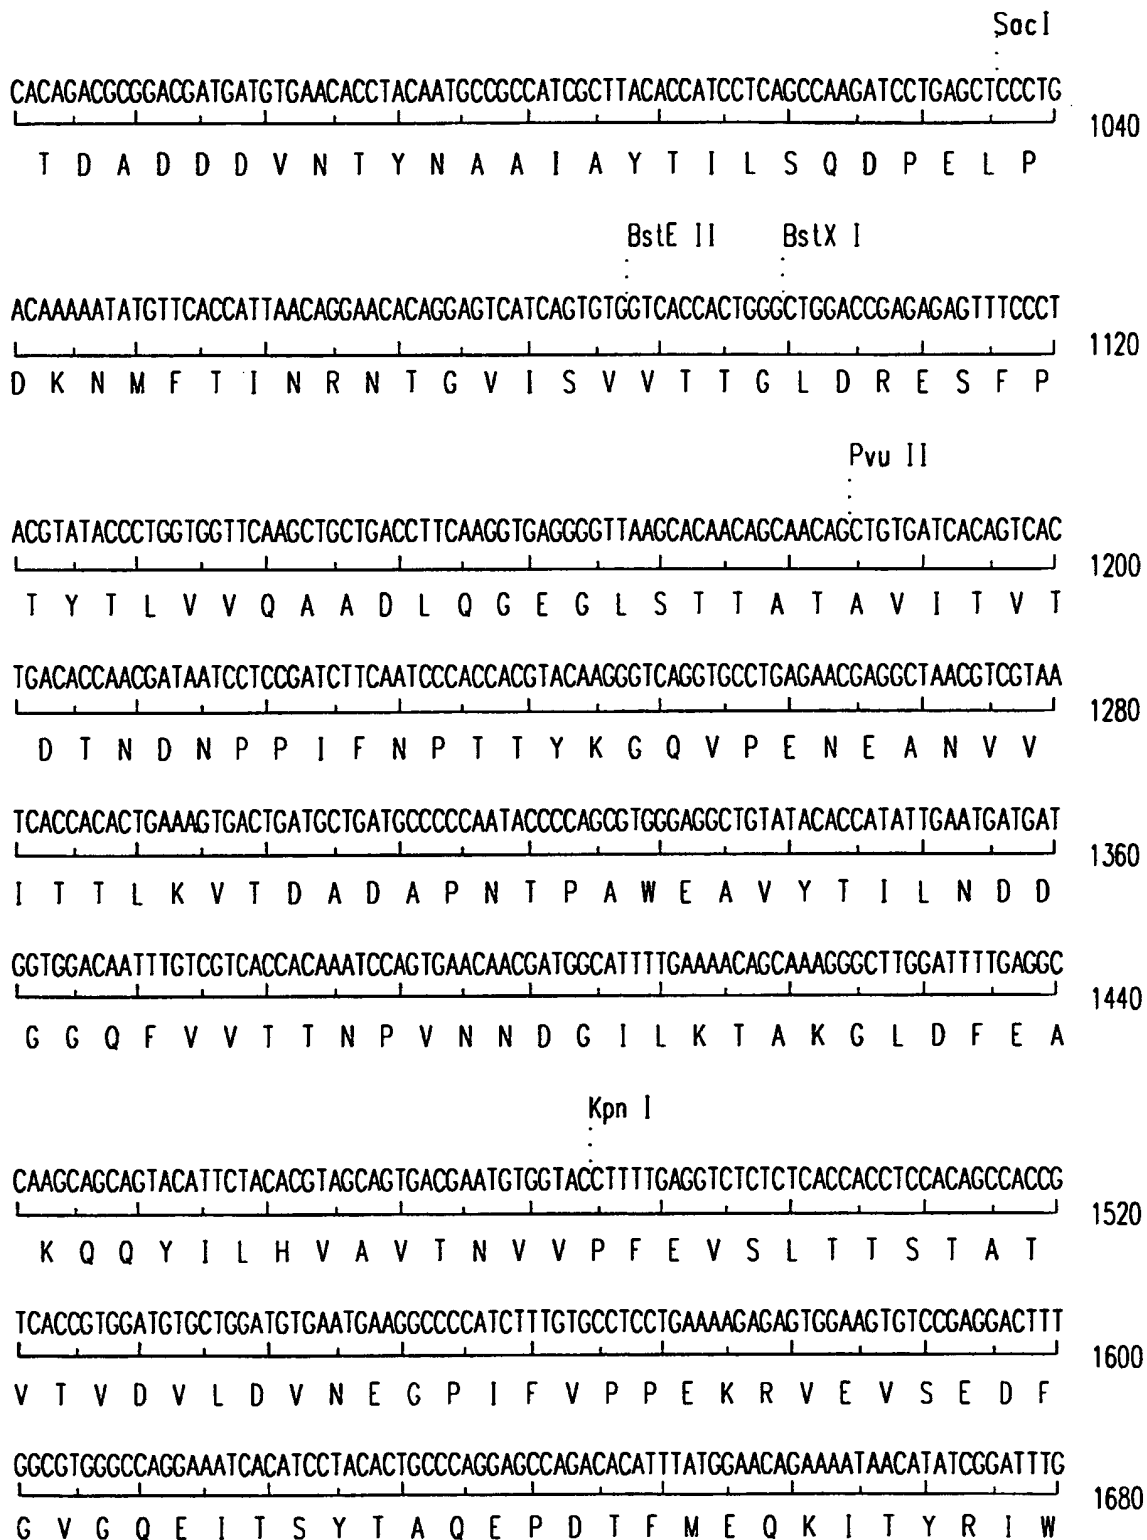 SacI
CACAGACGCGGACGATGATGTGAACACCTACAATGCCGCCATCGCTTACACCATCCTCAGCCAAGATCCTGAGCTCCCTG
1040
T D A D D D V N T Y N A A I A Y T I L S Q D P E L P
BstE II BstX I
ACAAAAATATGTTCACCATTAACAGGAACACAGGAGTCATCAGTGTGGTCACCACTGGGCTGGACCGAGAGAGTTTCCCT
1120
D K N M F T I N R N T G V I S V V T T G L D R E S F P
Pvu II
ACGTATACCCTGGTGGTTCAAGCTGCTGACCTTCAAGGTGAGGGGTTAAGCACAACAGCAACAGCTGTGATCACAGTCAC
1200
T Y T L V V Q A A D L Q G E G L S T T A T A V I T V T
TGACACCAACGATAATCCTCCGATCTTCAATCCCACCACGTACAAGGGTCAGGTGCCTGAGAACGAGGCTAACGTCGTAA
1280
D T N D N P P I F N P T T Y K G Q V P E N E A N V V
TCACCACACTGAAAGTGACTGATGCTGATGCCCCCAATACCCCAGCGTGGGAGGCTGTATACACCATATTGAATGATGAT
1360
I T T L K V T D A D A P N T P A W E A V Y T I L N D D
GGTGGACAATTTGTCGTCACCACAAATCCAGTGAACAACGATGGCATTTTGAAAACAGCAAAGGGCTTGGATTTTGAGGC
1440
G G Q F V V T T N P V N N D G I L K T A K G L D F E A
Kpn I
CAAGCAGCAGTACATTCTACACGTAGCAGTGACGAATGTGGTACCTTTTGAGGTCTCTCTCACCACCTCCACAGCCACCG
1520
K Q Q Y I L H V A V T N V V P F E V S L T T S T A T
TCACCGTGGATGTGCTGGATGTGAATGAAGGCCCCATCTTTGTGCCTCCTGAAAAGAGAGTGGAAGTGTCCGAGGACTTT
1600
V T V D V L D V N E G P I F V P P E K R V E V S E D F
GGCGTGGGCCAGGAAATCACATCCTACACTGCCCAGGAGCCAGACACATTTATGGAACAGAAAATAACATATCGGATTTG
1680
G V G Q E I T S Y T A Q E P D T F M E Q K I T Y R I W